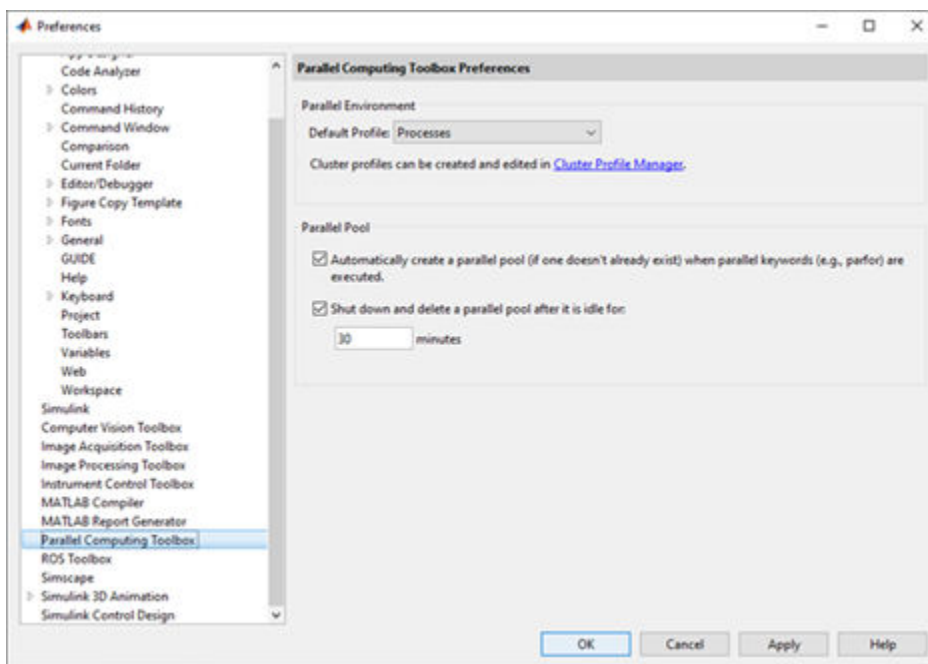 Preferences
Code Analyzer
Colors
Command History
Command Window
Comparison
Current Folder
Editor/Debugger
Figure Copy Template
Fonts
General
GUIDE
Help
Keyboard
Project
Toolbars
Variables
Web
Workspace
Simulink
Computer Vision Toolbox
Image Acquisition Toolbox
Image Processing Toolbox
Instrument Control Toolbox
MATLAB Compiler
MATLAB Report Generator
Parallel Computing Toolbox
ROS Toolbox
Simscape
Simulink 3D Animation
Simulink Control Design
Parallel Computing Toolbox Preferences
Parallel Environment
Default Profile: Processes
Cluster profiles can be created and edited in Cluster Profile Manager.
Parallel Pool
Automatically create a parallel pool (if one doesn't already exist) when parallel keywords (e.g., parfor) are
executed.
Shut down and delete a parallel pool after it is idle for:
30 minutes
OK Cancel Apply Help